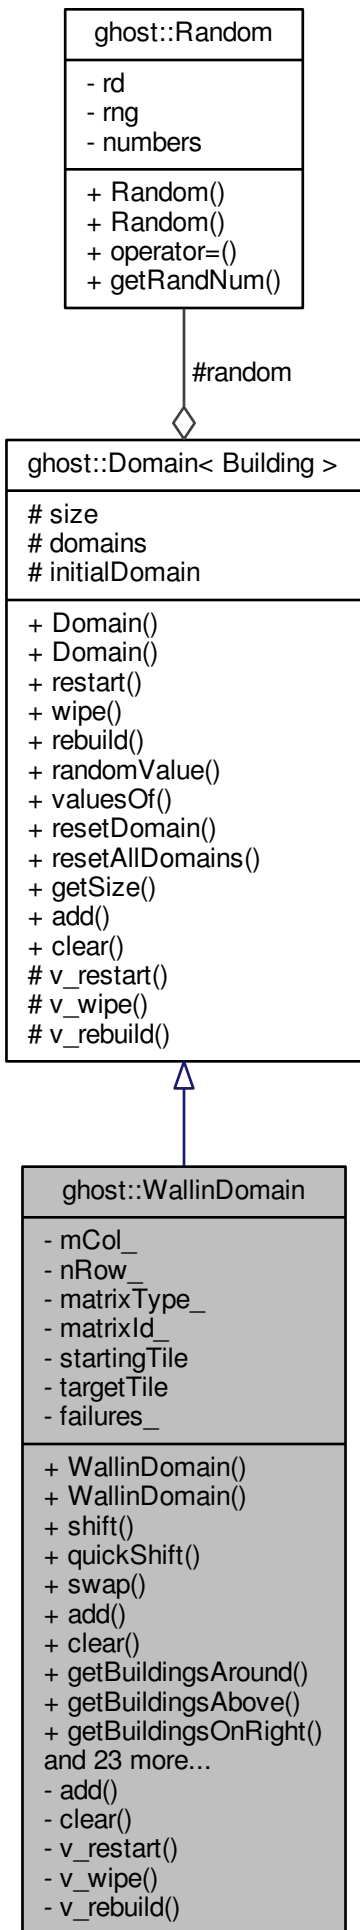 ghost::Random
- rd
- rng
- numbers
+ Random()
+ Random()
+ operator=()
+ getRandNum()
#random
ghost::Domain< Building >
# size
# domains
# initialDomain
+ Domain()
+ Domain()
+ restart()
+ wipe()
+ rebuild()
+ randomValue()
+ valuesOf()
+ resetDomain()
+ resetAllDomains()
+ getSize()
+ add()
+ clear()
# v_restart()
# v_wipe()
# v_rebuild()
ghost::WallinDomain
- mCol_
- nRow_
- matrixType_
- matrixId_
- startingTile
- targetTile
- failures_
+ WallinDomain()
+ WallinDomain()
+ shift()
+ quickShift()
+ swap()
+ add()
+ clear()
+ getBuildingsAround()
+ getBuildingsAbove()
+ getBuildingsOnRight()
and 23 more...
- add()
- clear()
- v_restart()
- v_wipe()
- v_rebuild()